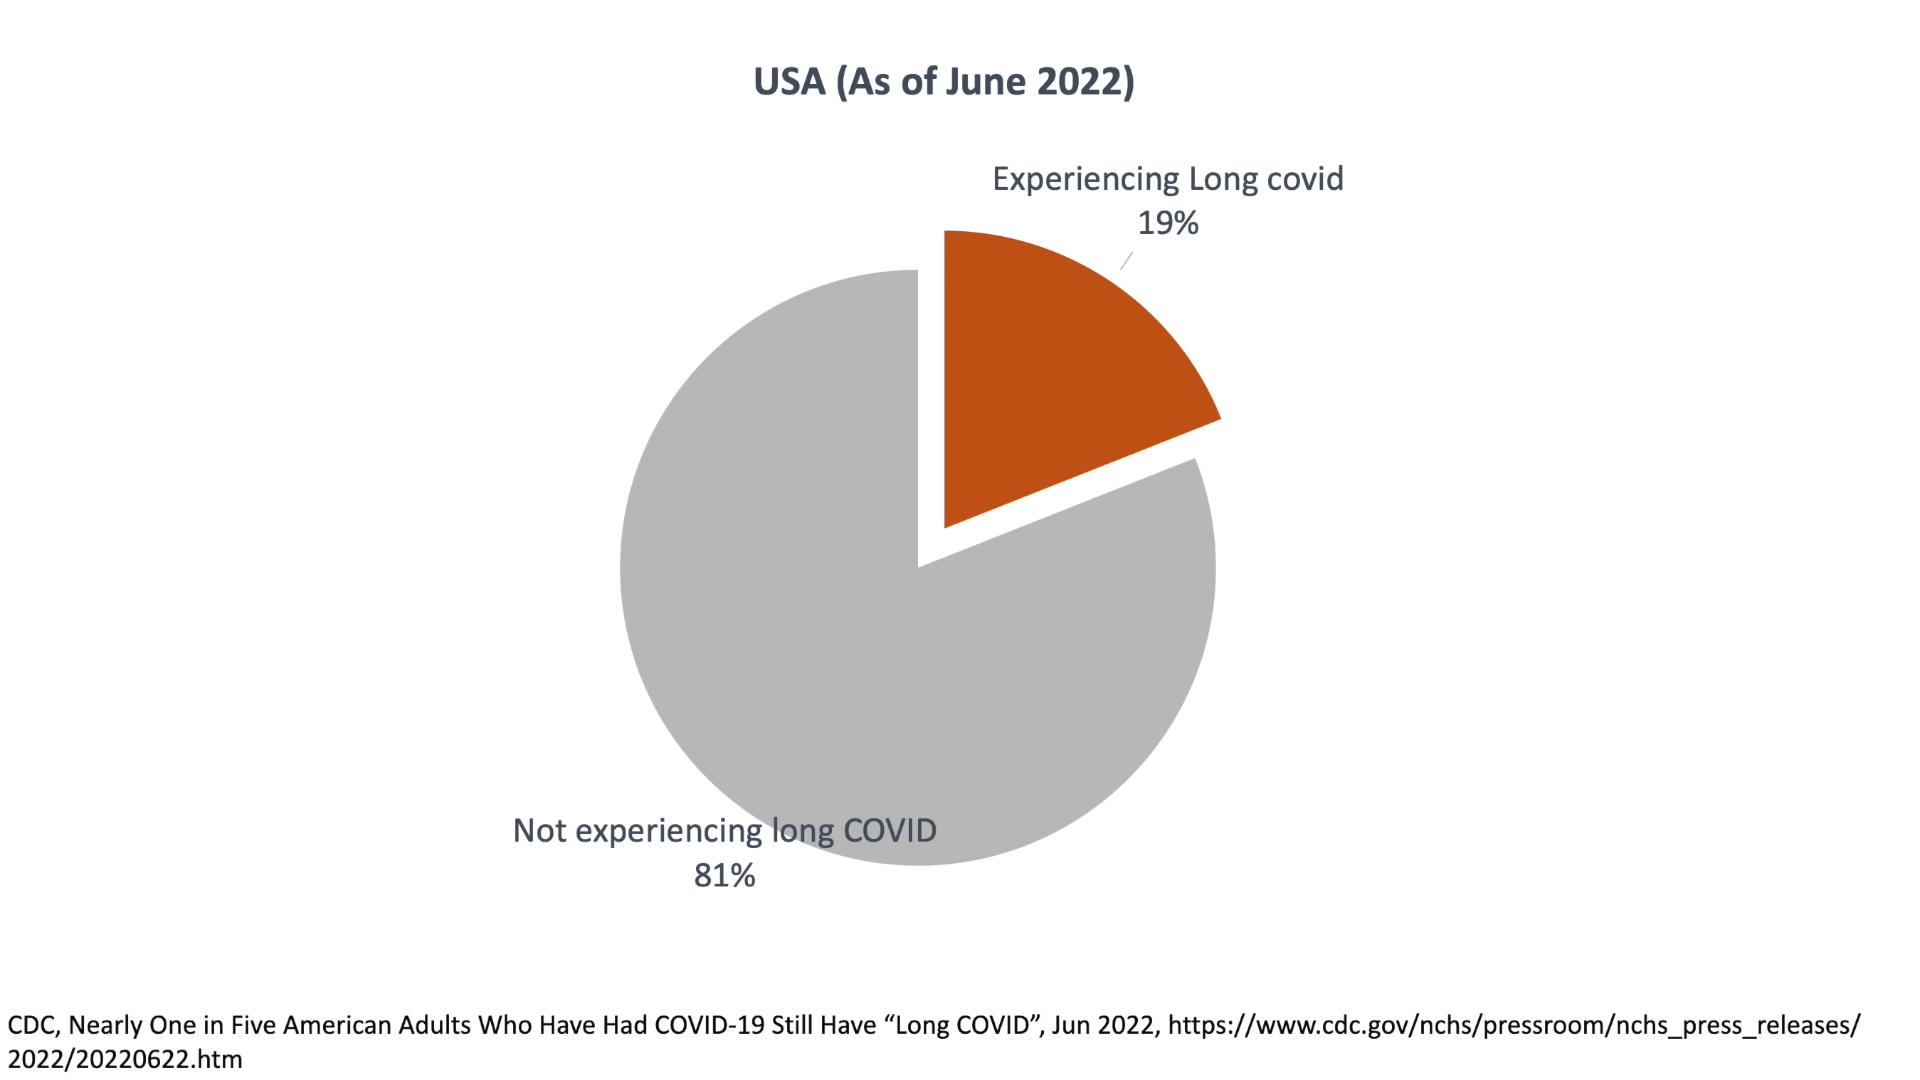 USA (As of June 2022)
Experiencing Long covid
19%
Not experiencing long COVID
81%
CDC, Nearly One in Five American Adults Who Have Had COVID-19 Still Have “Long COVID”, Jun 2022, https://www.cdc.gov/nchs/pressroom/nchs_press_releases/
2022/20220622.htm